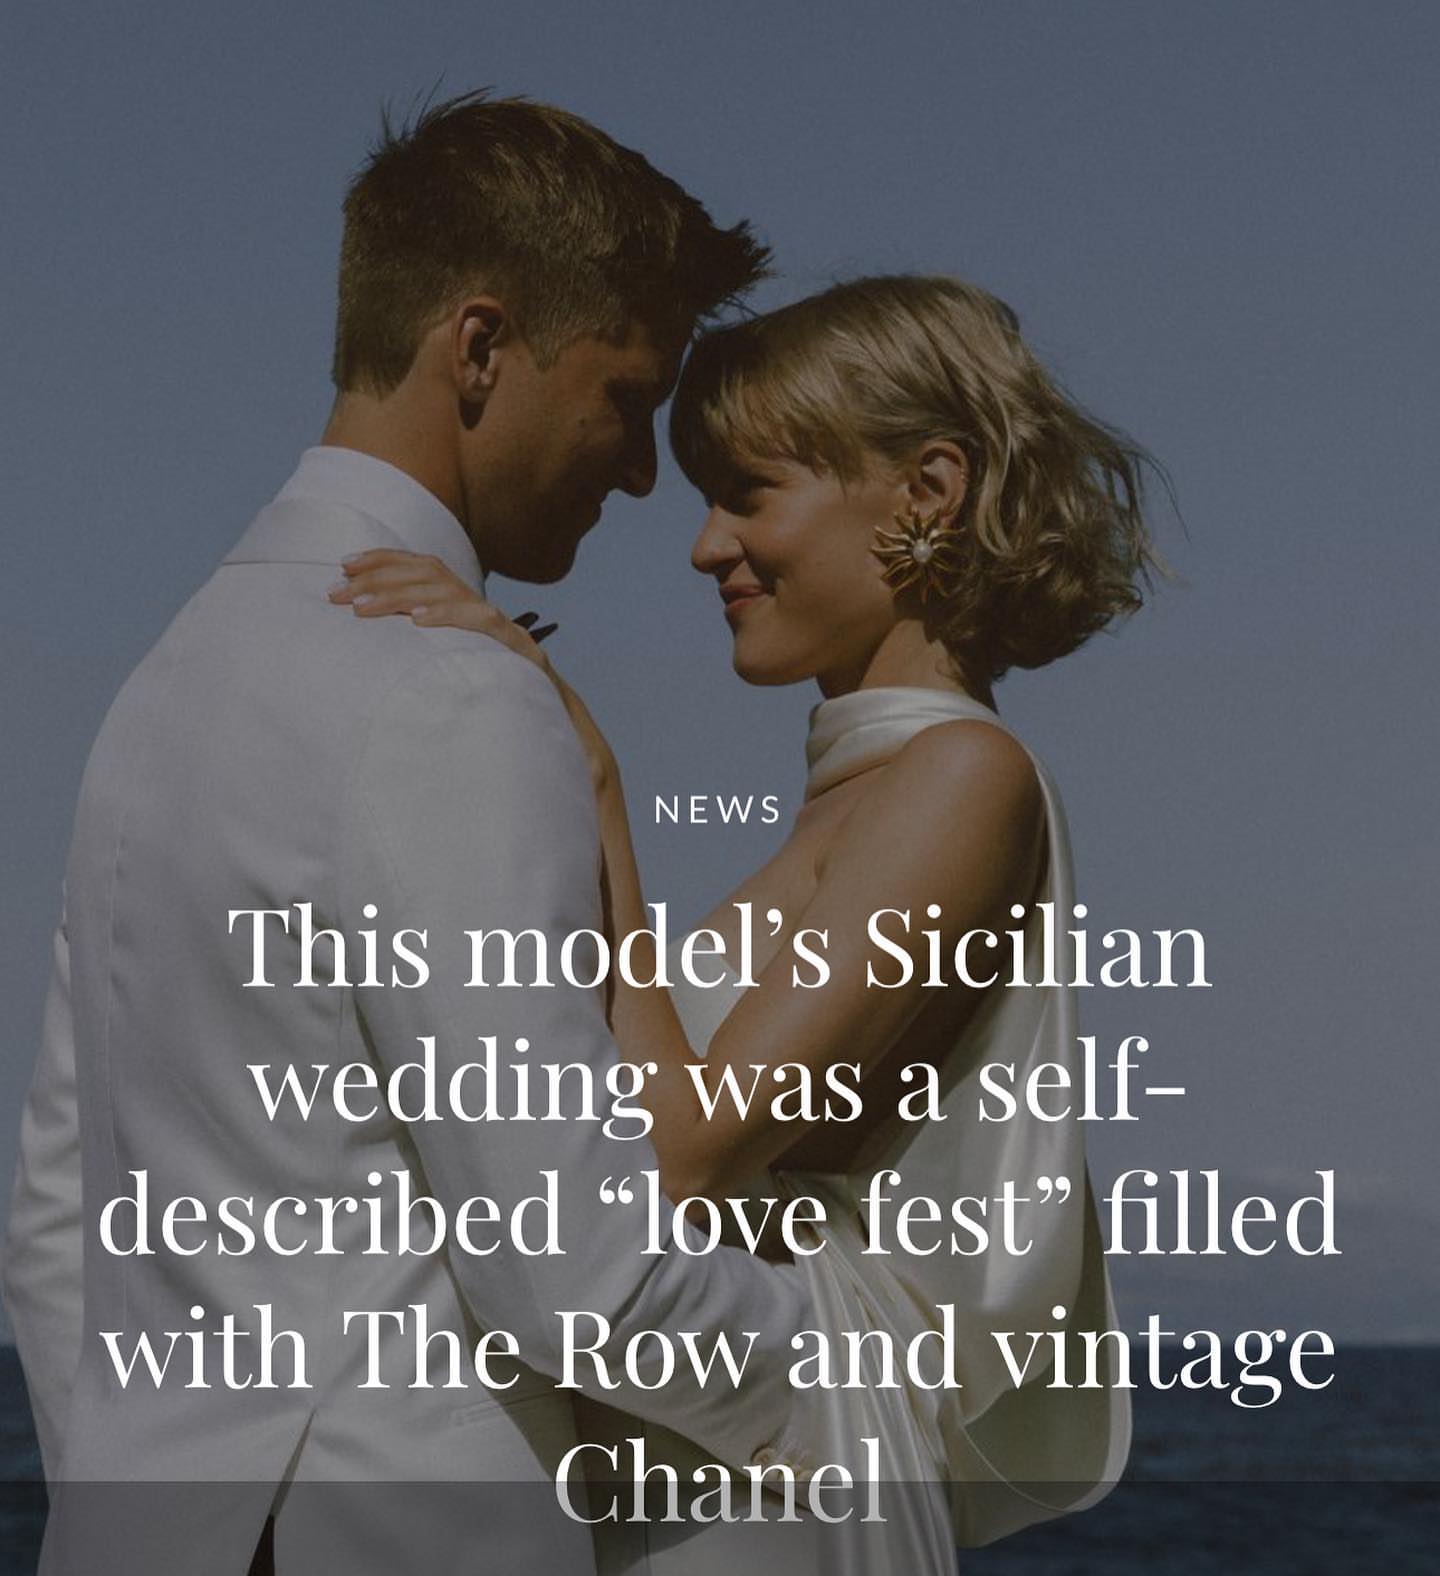 NEWS
This model’s Sicilian
wedding was a self-
described “love fest” filled
with The Row and vintage
Chanel